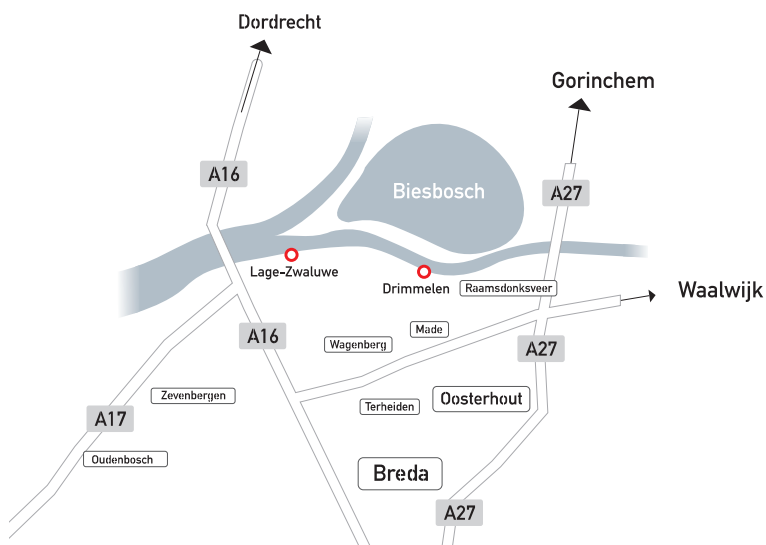 Dordrecht
Gorinchem
A16
Biesbosch
A27
Lage-Zwaluwe
Drimmelen
Raamsdonksveer
Waalwijk
A16
Made
Wagenberg
A27
Zevenbergen
Terheiden
Oosterhout
A17
Oudenbosch
Breda
A27